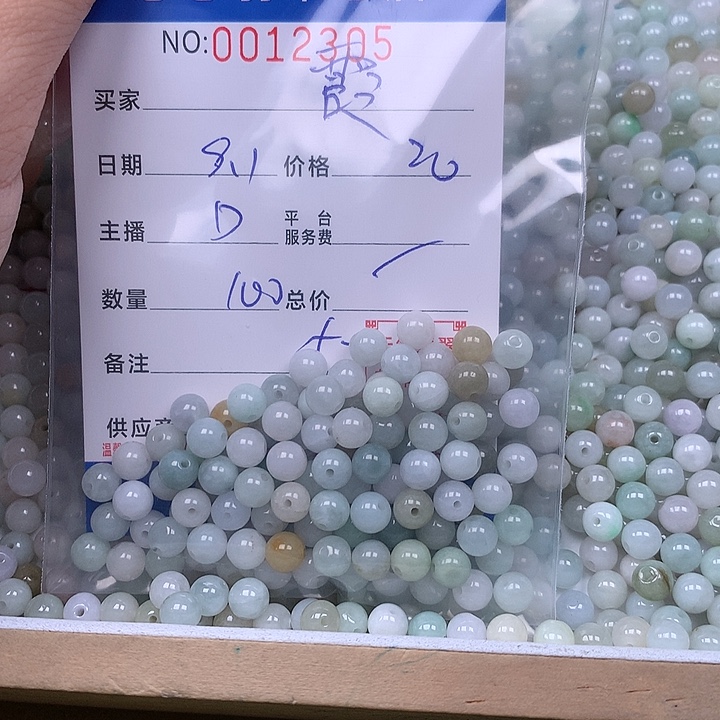 NO:0012305
买家 霞
日期 8.1 价格 20
主播 D 平台服务费 /
数量 100 总价
备注
供应商